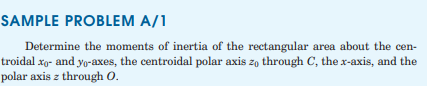 SAMPLE PROBLEM A/1
Determine the moments of inertia of the rectangular area about the cen-
troidal x₀- and y₀-axes, the centroidal polar axis z₀ through C, the x-axis, and the
polar axis z through O.